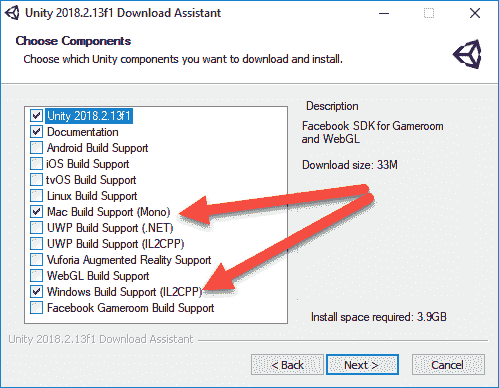 Unity 2018.2.13f1 Download Assistant
Choose Components
Choose which Unity components you want to download and install.
Unity 2018.2.13f1
Documentation
Android Build Support
iOS Build Support
tvOS Build Support
Linux Build Support
Mac Build Support (Mono)
UWP Build Support (.NET)
UWP Build Support (IL2CPP)
Vuforia Augmented Reality Support
WebGL Build Support
Windows Build Support (IL2CPP)
Facebook Gameroom Build Support
Description
Facebook SDK for Gameroom
and WebGL
Download size: 33M
Install space required: 3.9GB
Unity 2018.2.13f1 Download Assistant
< Back
Next >
Cancel